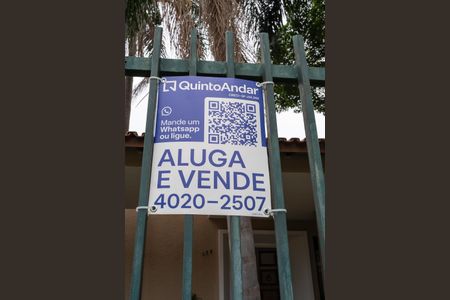 QuintoAndar
Mande um
Whatsapp
ou ligue.
ALUGA
E VENDE
4020-2507